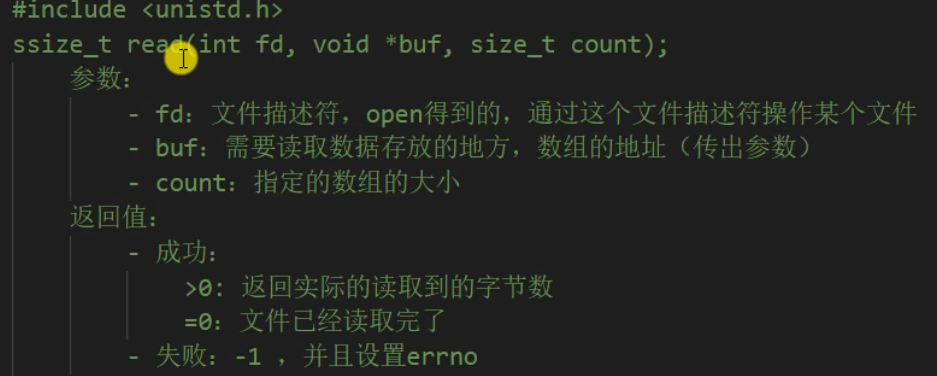 #include <unistd.h>
ssize_t read(int fd, void *buf, size_t count);
参数：
- fd：文件描述符，open得到的，通过这个文件描述符操作某个文件
- buf：需要读取数据存放的地方，数组的地址（传出参数）
- count：指定的数组的大小
返回值：
- 成功：
>0: 返回实际的读取到的字节数
=0：文件已经读取完了
- 失败：-1 ，并且设置errno